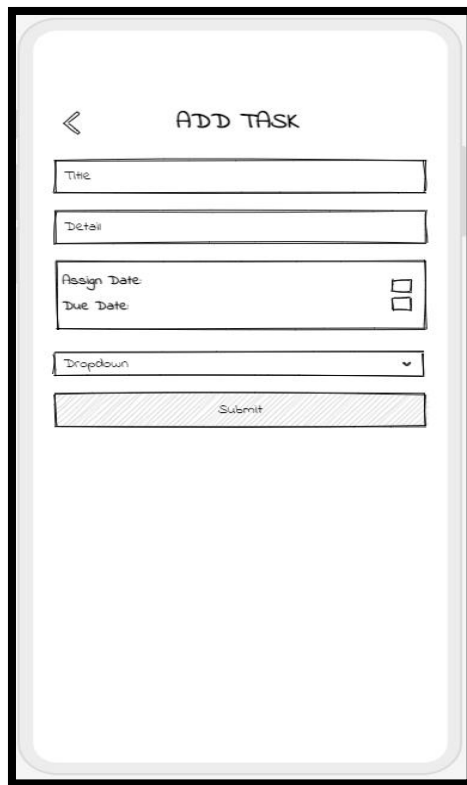 ADD TASK
Title
Detail
Assign Date:
Due Date:
Dropdown
Submit